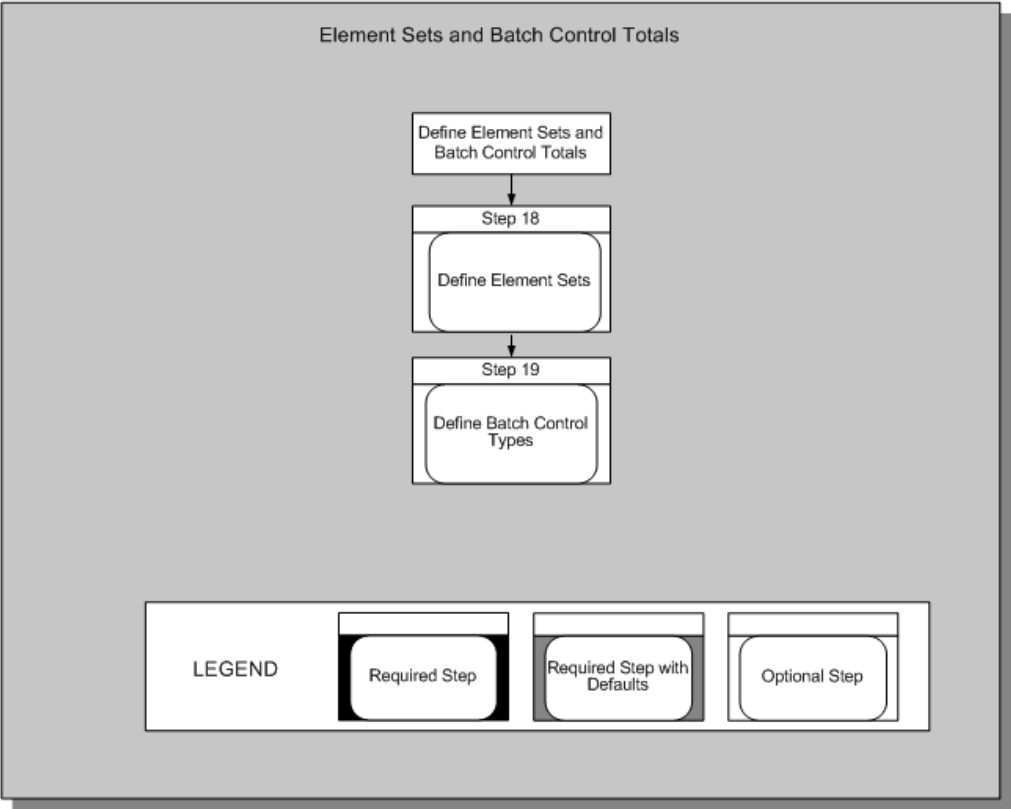 Element Sets and Batch Control Totals
Define Element Sets and
Batch Control Totals
Step 18
Define Element Sets
Step 19
Define Batch Control
Types
LEGEND
Required Step
Required Step with
Defaults
Optional Step